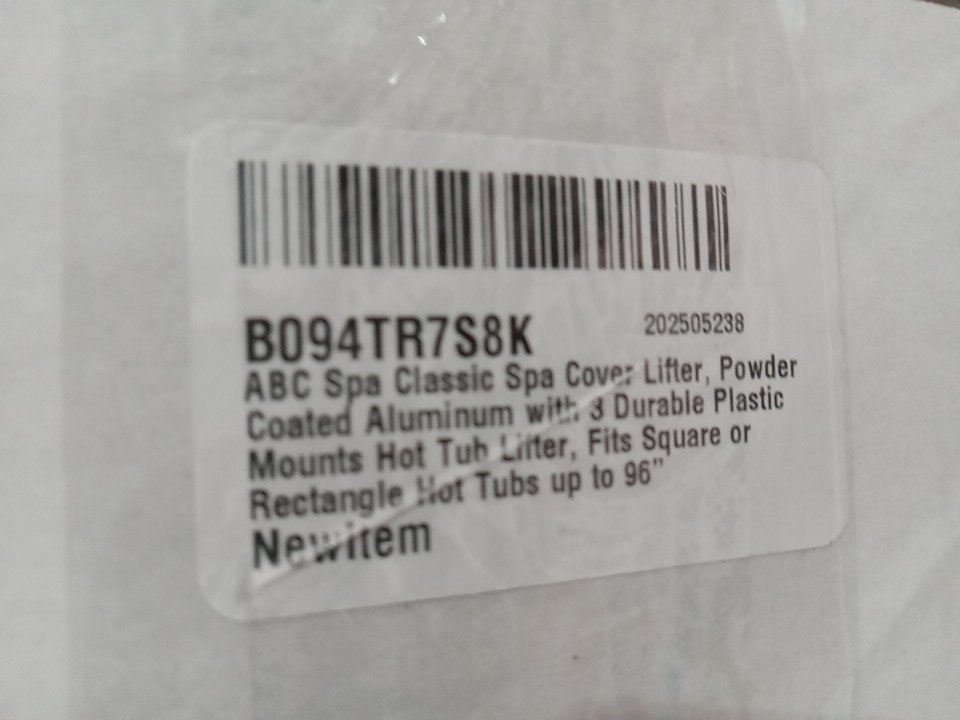 B094TR7S8K 202505238
ABC Spa Classic Spa Cover Lifter, Powder
Coated Aluminum with 3 Durable Plastic
Mounts Hot Tub Lifter, Fits Square or
Rectangle Hot Tubs up to 96”
Newitem